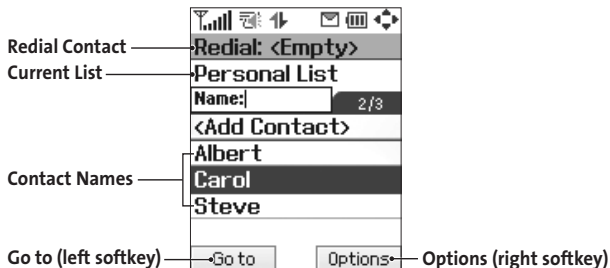 Redial Contact
Redial: <Empty>
Current List
Personal List
Name:
2/3
<Add Contact>
Contact Names
Albert
Carol
Steve
Go to (left softkey)
Go to
Options
Options (right softkey)